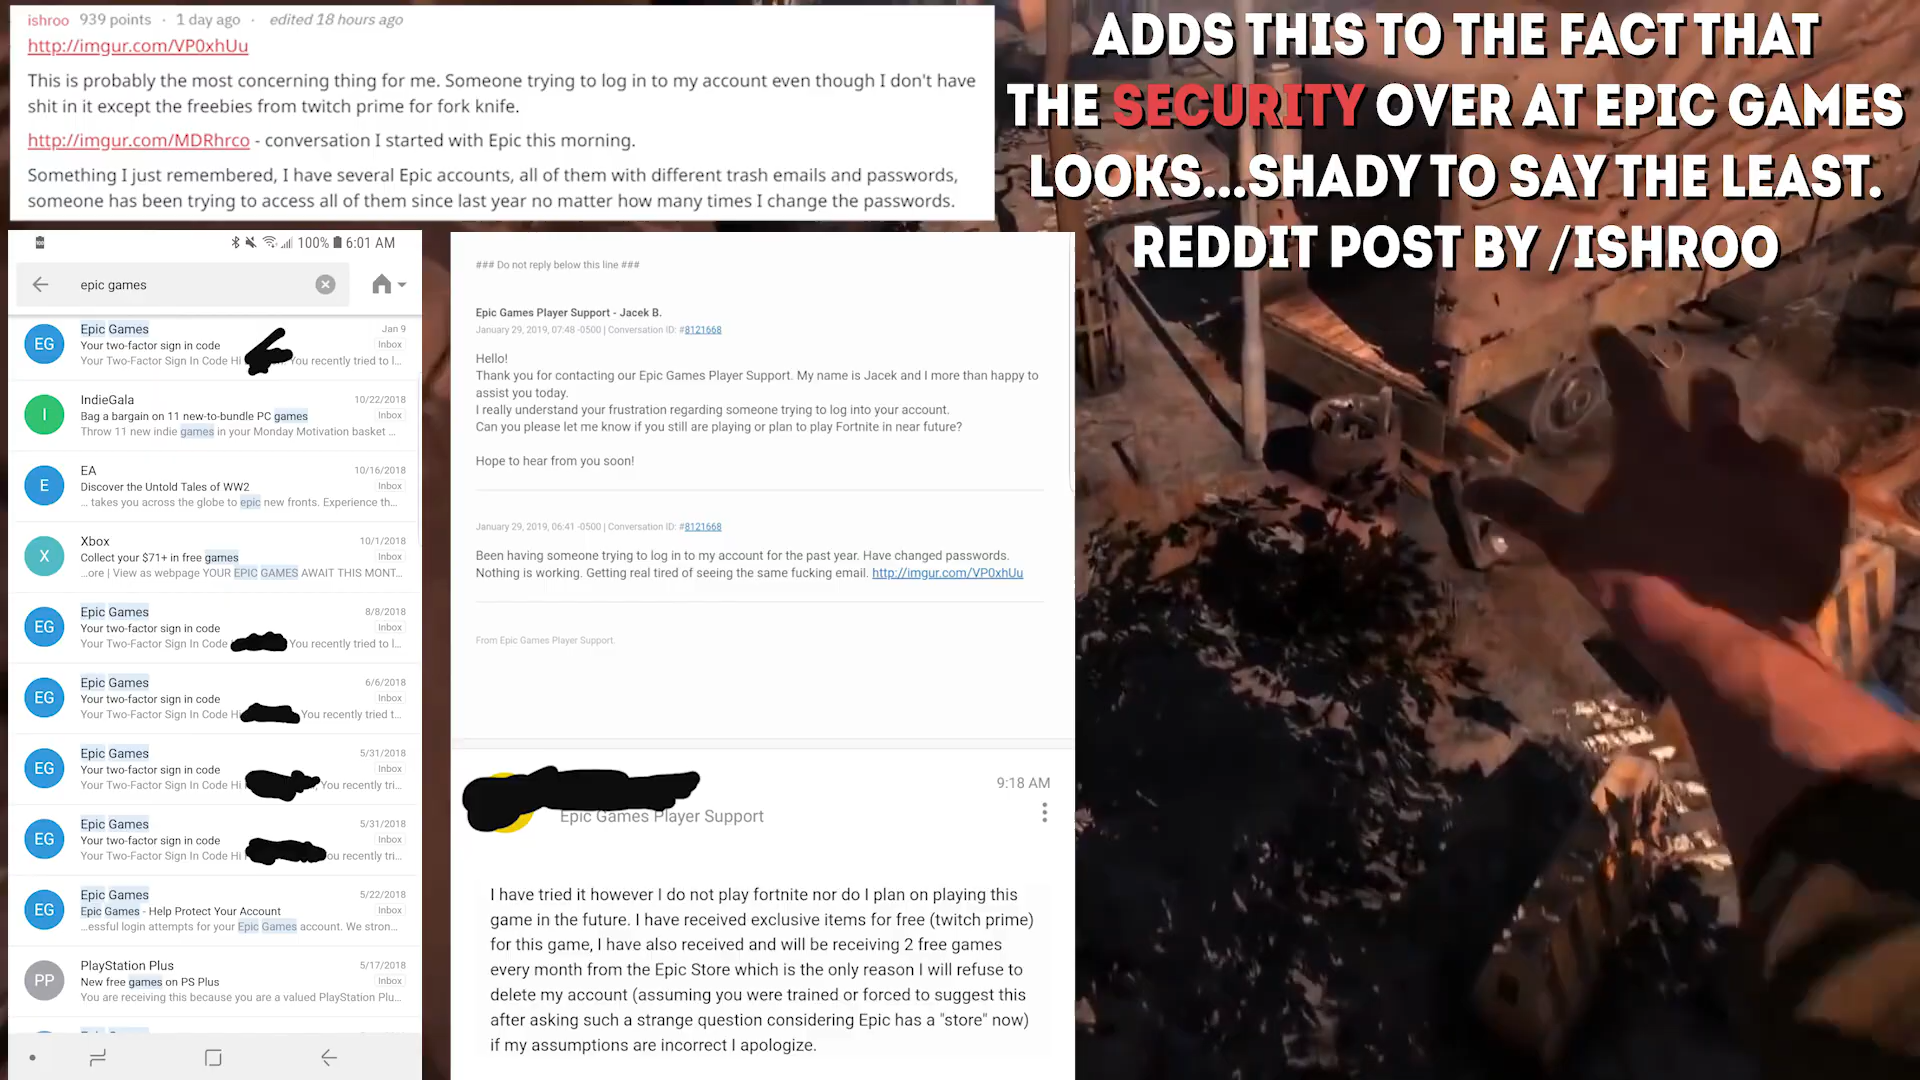 ishroo 939 points · 1 day ago · edited 18 hours ago
http://imgur.com/VP0xhUu
This is probably the most concerning thing for me. Someone trying to log in to my account even though I don't have
shit in it except the freebies from twitch prime for fork knife.
http://imgur.com/MDRhrco - conversation I started with Epic this morning.
Something I just remembered, I have several Epic accounts, all of them with different trash emails and passwords,
someone has been trying to access all of them since last year no matter how many times I change the passwords.
ADDS THIS TO THE FACT THAT
THE SECURITY OVER AT EPIC GAMES
LOOKS...SHADY TO SAY THE LEAST.
REDDIT POST BY /ISHROO
100% 6:01 AM
epic games
EG
Epic Games Jan 9
Your two-factor sign in code Inbox
Your Two-Factor Sign In Code HI You recently tried to l...
I
IndieGala 10/22/2018
Bag a bargain on 11 new-to-bundle PC games Inbox
Throw 11 new indie games in your Monday Motivation basket ...
E
EA 10/16/2018
Discover the Untold Tales of WW2 Inbox
... takes you across the globe to epic new fronts. Experience th...
X
Xbox 10/1/2018
Collect your $71+ in free games Inbox
...ore | View as webpage YOUR EPIC GAMES AWAIT THIS MONT...
EG
Epic Games 8/8/2018
Your two-factor sign in code Inbox
Your Two-Factor Sign In Code You recently tried to l...
EG
Epic Games 6/6/2018
Your two-factor sign in code Inbox
Your Two-Factor Sign In Code Hi You recently tried t...
EG
Epic Games 5/31/2018
Your two-factor sign in code Inbox
Your Two-Factor Sign In Code Hi You recently tri...
EG
Epic Games 5/31/2018
Your two-factor sign in code Inbox
Your Two-Factor Sign In Code Hi ou recently tri...
EG
Epic Games 5/22/2018
Epic Games - Help Protect Your Account Inbox
...essful login attempts for your Epic Games account. We stron...
PP
PlayStation Plus 5/17/2018
New free games on PS Plus Inbox
You are receiving this because you are a valued PlayStation Plu...
### Do not reply below this line ###
Epic Games Player Support - Jacek B.
January 29, 2019, 07:48 -0500 | Conversation ID: #8121668
Hello!
Thank you for contacting our Epic Games Player Support. My name is Jacek and I more than happy to
assist you today.
I really understand your frustration regarding someone trying to log into your account.
Can you please let me know if you still are playing or plan to play Fortnite in near future?
Hope to hear from you soon!
January 29, 2019, 06:41 -0500 | Conversation ID: #8121668
Been having someone trying to log in to my account for the past year. Have changed passwords.
Nothing is working. Getting real tired of seeing the same fucking email. http://imgur.com/VP0xhUu
From Epic Games Player Support.
9:18 AM
Epic Games Player Support
I have tried it however I do not play fortnite nor do I plan on playing this
game in the future. I have received exclusive items for free (twitch prime)
for this game, I have also received and will be receiving 2 free games
every month from the Epic Store which is the only reason I will refuse to
delete my account (assuming you were trained or forced to suggest this
after asking such a strange question considering Epic has a "store" now)
if my assumptions are incorrect I apologize.